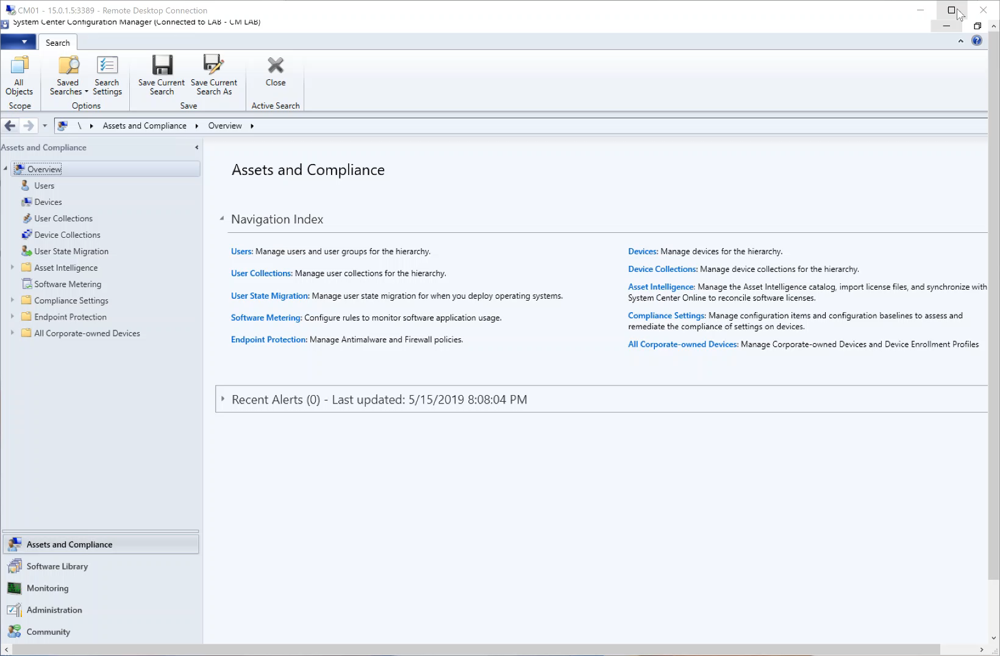 CM01 - 15.0.1.5:3389 - Remote Desktop Connection
System Center Configuration Manager (Connected to LAB - CM LAB)
Search
All Objects
Saved Searches
Search Settings
Save Current Search
Save Current Search As
Close
Scope
Options
Save
Active Search
\ Assets and Compliance Overview
Assets and Compliance
Overview
Users
Devices
User Collections
Device Collections
User State Migration
Asset Intelligence
Software Metering
Compliance Settings
Endpoint Protection
All Corporate-owned Devices
Assets and Compliance
Software Library
Monitoring
Administration
Community
Assets and Compliance
Navigation Index
Users: Manage users and user groups for the hierarchy.
User Collections: Manage user collections for the hierarchy.
User State Migration: Manage user state migration for when you deploy operating systems.
Software Metering: Configure rules to monitor software application usage.
Endpoint Protection: Manage Antimalware and Firewall policies.
Devices: Manage devices for the hierarchy.
Device Collections: Manage device collections for the hierarchy.
Asset Intelligence: Manage the Asset Intelligence catalog, import license files, and synchronize with
System Center Online to reconcile software licenses.
Compliance Settings: Manage configuration items and configuration baselines to assess and
remediate the compliance of settings on devices.
All Corporate-owned Devices: Manage Corporate-owned Devices and Device Enrollment Profiles
Recent Alerts (0) - Last updated: 5/15/2019 8:08:04 PM